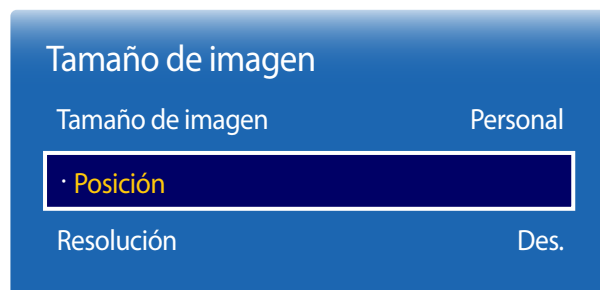 Tamaño de imagen
Tamaño de imagen Personal
· Posición
Resolución Des.